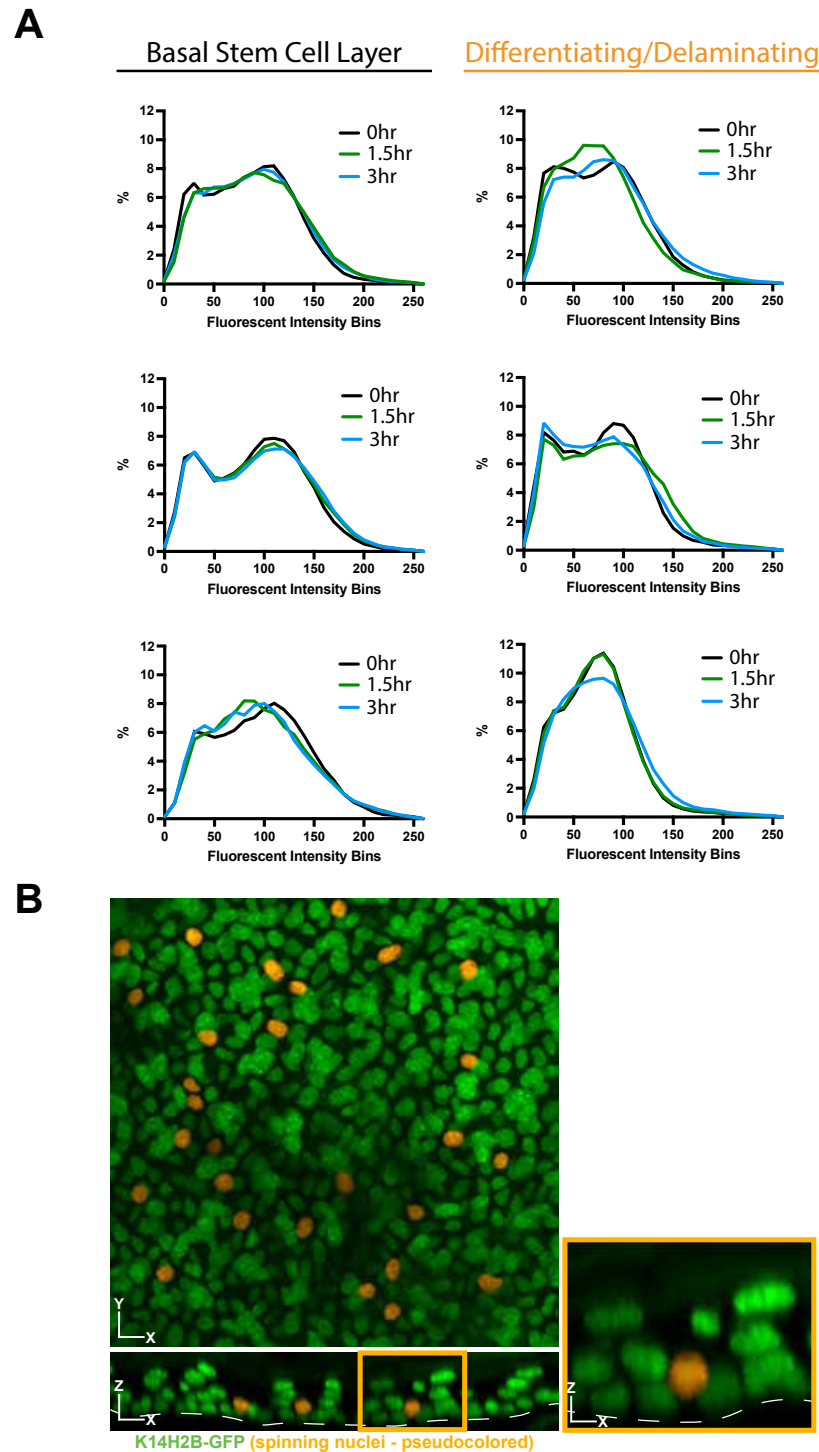 A
Basal Stem Cell Layer
Differentiating/Delaminating
12
10
8
6
4
2
0
%
0hr
1.5hr
3hr
0 50 100 150 200 250
Fluorescent Intensity Bins
12
10
8
6
4
2
0
%
0hr
1.5hr
3hr
0 50 100 150 200 250
Fluorescent Intensity Bins
12
10
8
6
4
2
0
%
0hr
1.5hr
3hr
0 50 100 150 200 250
Fluorescent Intensity Bins
12
10
8
6
4
2
0
%
0hr
1.5hr
3hr
0 50 100 150 200 250
Fluorescent Intensity Bins
12
10
8
6
4
2
0
%
0hr
1.5hr
3hr
0 50 100 150 200 250
Fluorescent Intensity Bins
12
10
8
6
4
2
0
%
0hr
1.5hr
3hr
0 50 100 150 200 250
Fluorescent Intensity Bins
B
Y
X
Z
X
Z
X
K14H2B-GFP (spinning nuclei - pseudocolored)